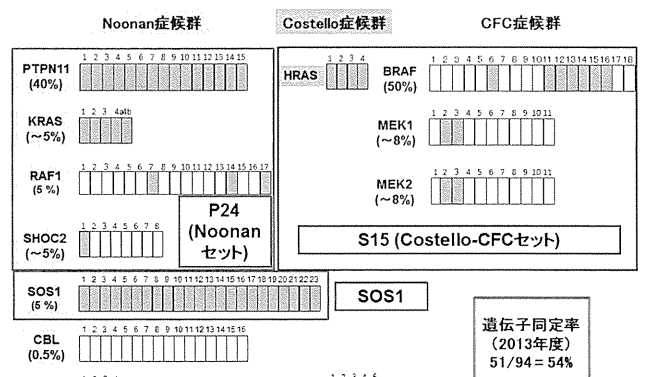 Noonan症候群
Costello症候群
CFC症候群
PTPN11
(40%)
1 2 3 4 5 6 7 8 9 10 11 12 13 14 15
KRAS
(~5%)
1 2 3 4a4b
RAF1
(5 %)
1 2 3 4 5 6 7 8 9 10 11 12 13 14 15 16 17
SHOC2
(~5%)
1 2 3 4 5 6 7 8
P24
(Noonan
セット)
HRAS
1 2 3 4
BRAF
(50%)
1 2 3 4 5 6 7 8 9 10 11 12 13 14 15 16 17 18
MEK1
(~8%)
1 2 3 4 5 6 7 8 9 10 11
MEK2
(~8%)
1 2 3 4 5 6 7 8 9 10 11
S15 (Costello-CFCセット)
SOS1
(5 %)
1 2 3 4 5 6 7 8 9 10 11 12 13 14 15 16 17 18 19 20 21 22 23
SOS1
CBL
(0.5%)
1 2 3 4 5 6 7 8 9 10 11 12 13 14 15 16
遺伝子同定率
(2013年度)
51/94 = 54%
1 2 3 4 5